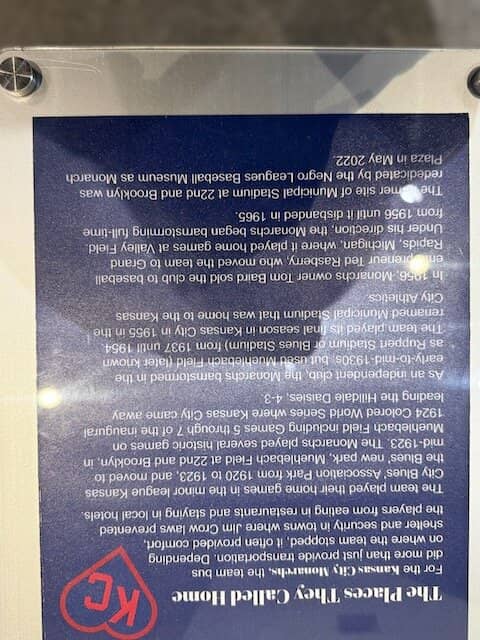 The Places They Called Home
KC
For the Kansas City Monarchs, the team bus
did more than just provide transportation. Depending
on where the team stopped, it often provided comfort,
shelter and security in towns where Jim Crow laws prevented
the players from eating in restaurants and staying in local hotels.
The team played their home games in the minor league Kansas
City Blues' Association Park from 1920 to 1923, and moved to
the Blues' new park, Muehlebach Field at 22nd and Brooklyn, in
mid-1923. The Monarchs played several historic games on
Muehlebach Field including Games 5 through 7 of the inaugural
1924 Colored World Series where Kansas City came away
leading the Hilldale Daisies, 4-3.
As an independent club, the Monarchs barnstormed in the
early-to-mid-1930s; but used Muehlebach Field (later known
as Ruppert Stadium or Blues Stadium) from 1937 until 1954.
The team played its final season in Kansas City in 1955 in the
renamed Municipal Stadium that was home to the Kansas
City Athletics.
In 1956, Monarchs owner Tom Baird sold the club to baseball
entrepreneur Ted Rasberry, who moved the team to Grand
Rapids, Michigan, where it played home games at Valley Field.
Under his direction, the Monarchs began barnstorming full-time
from 1956 until it disbanded in 1965.
The former site of Municipal Stadium at 22nd and Brooklyn was
rededicated by the Negro Leagues Baseball Museum as Monarch
Plaza in May 2022.